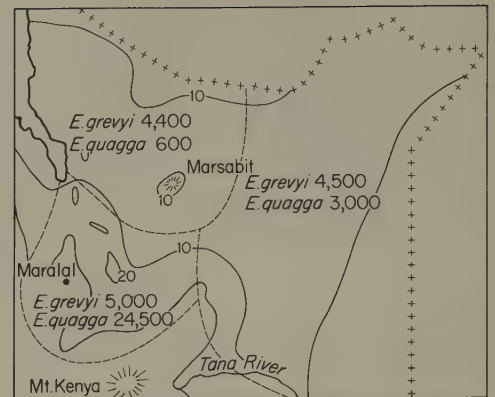 10
E.grevyi 4,400
E.quagga 600
Marsabit
10
E.grevyi 4,500
E.quagga 3,000
10
Maralal
20
E.grevyi 5,000
E.quagga 24,500
Tana River
Mt.Kenya